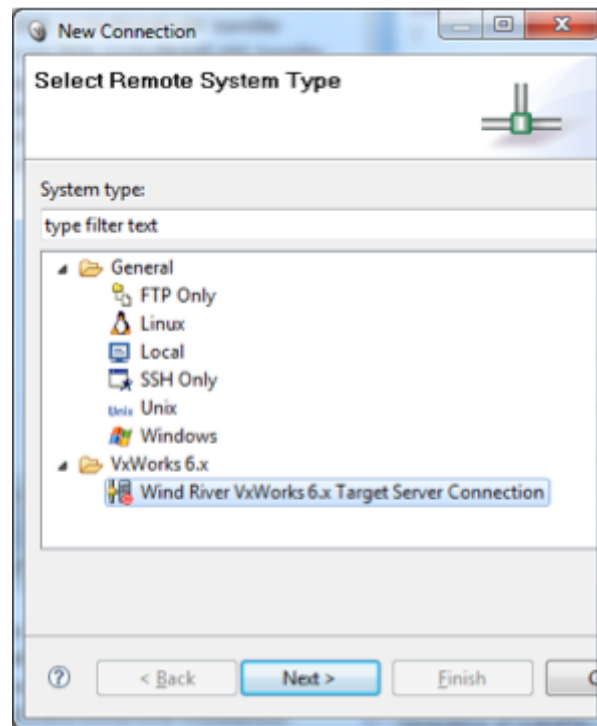 New Connection
Select Remote System Type
System type:
type filter text
General
FTP Only
Linux
Local
SSH Only
Unix Unix
Windows
VxWorks 6.x
Wind River VxWorks 6.x Target Server Connection
? < Back Next > Finish